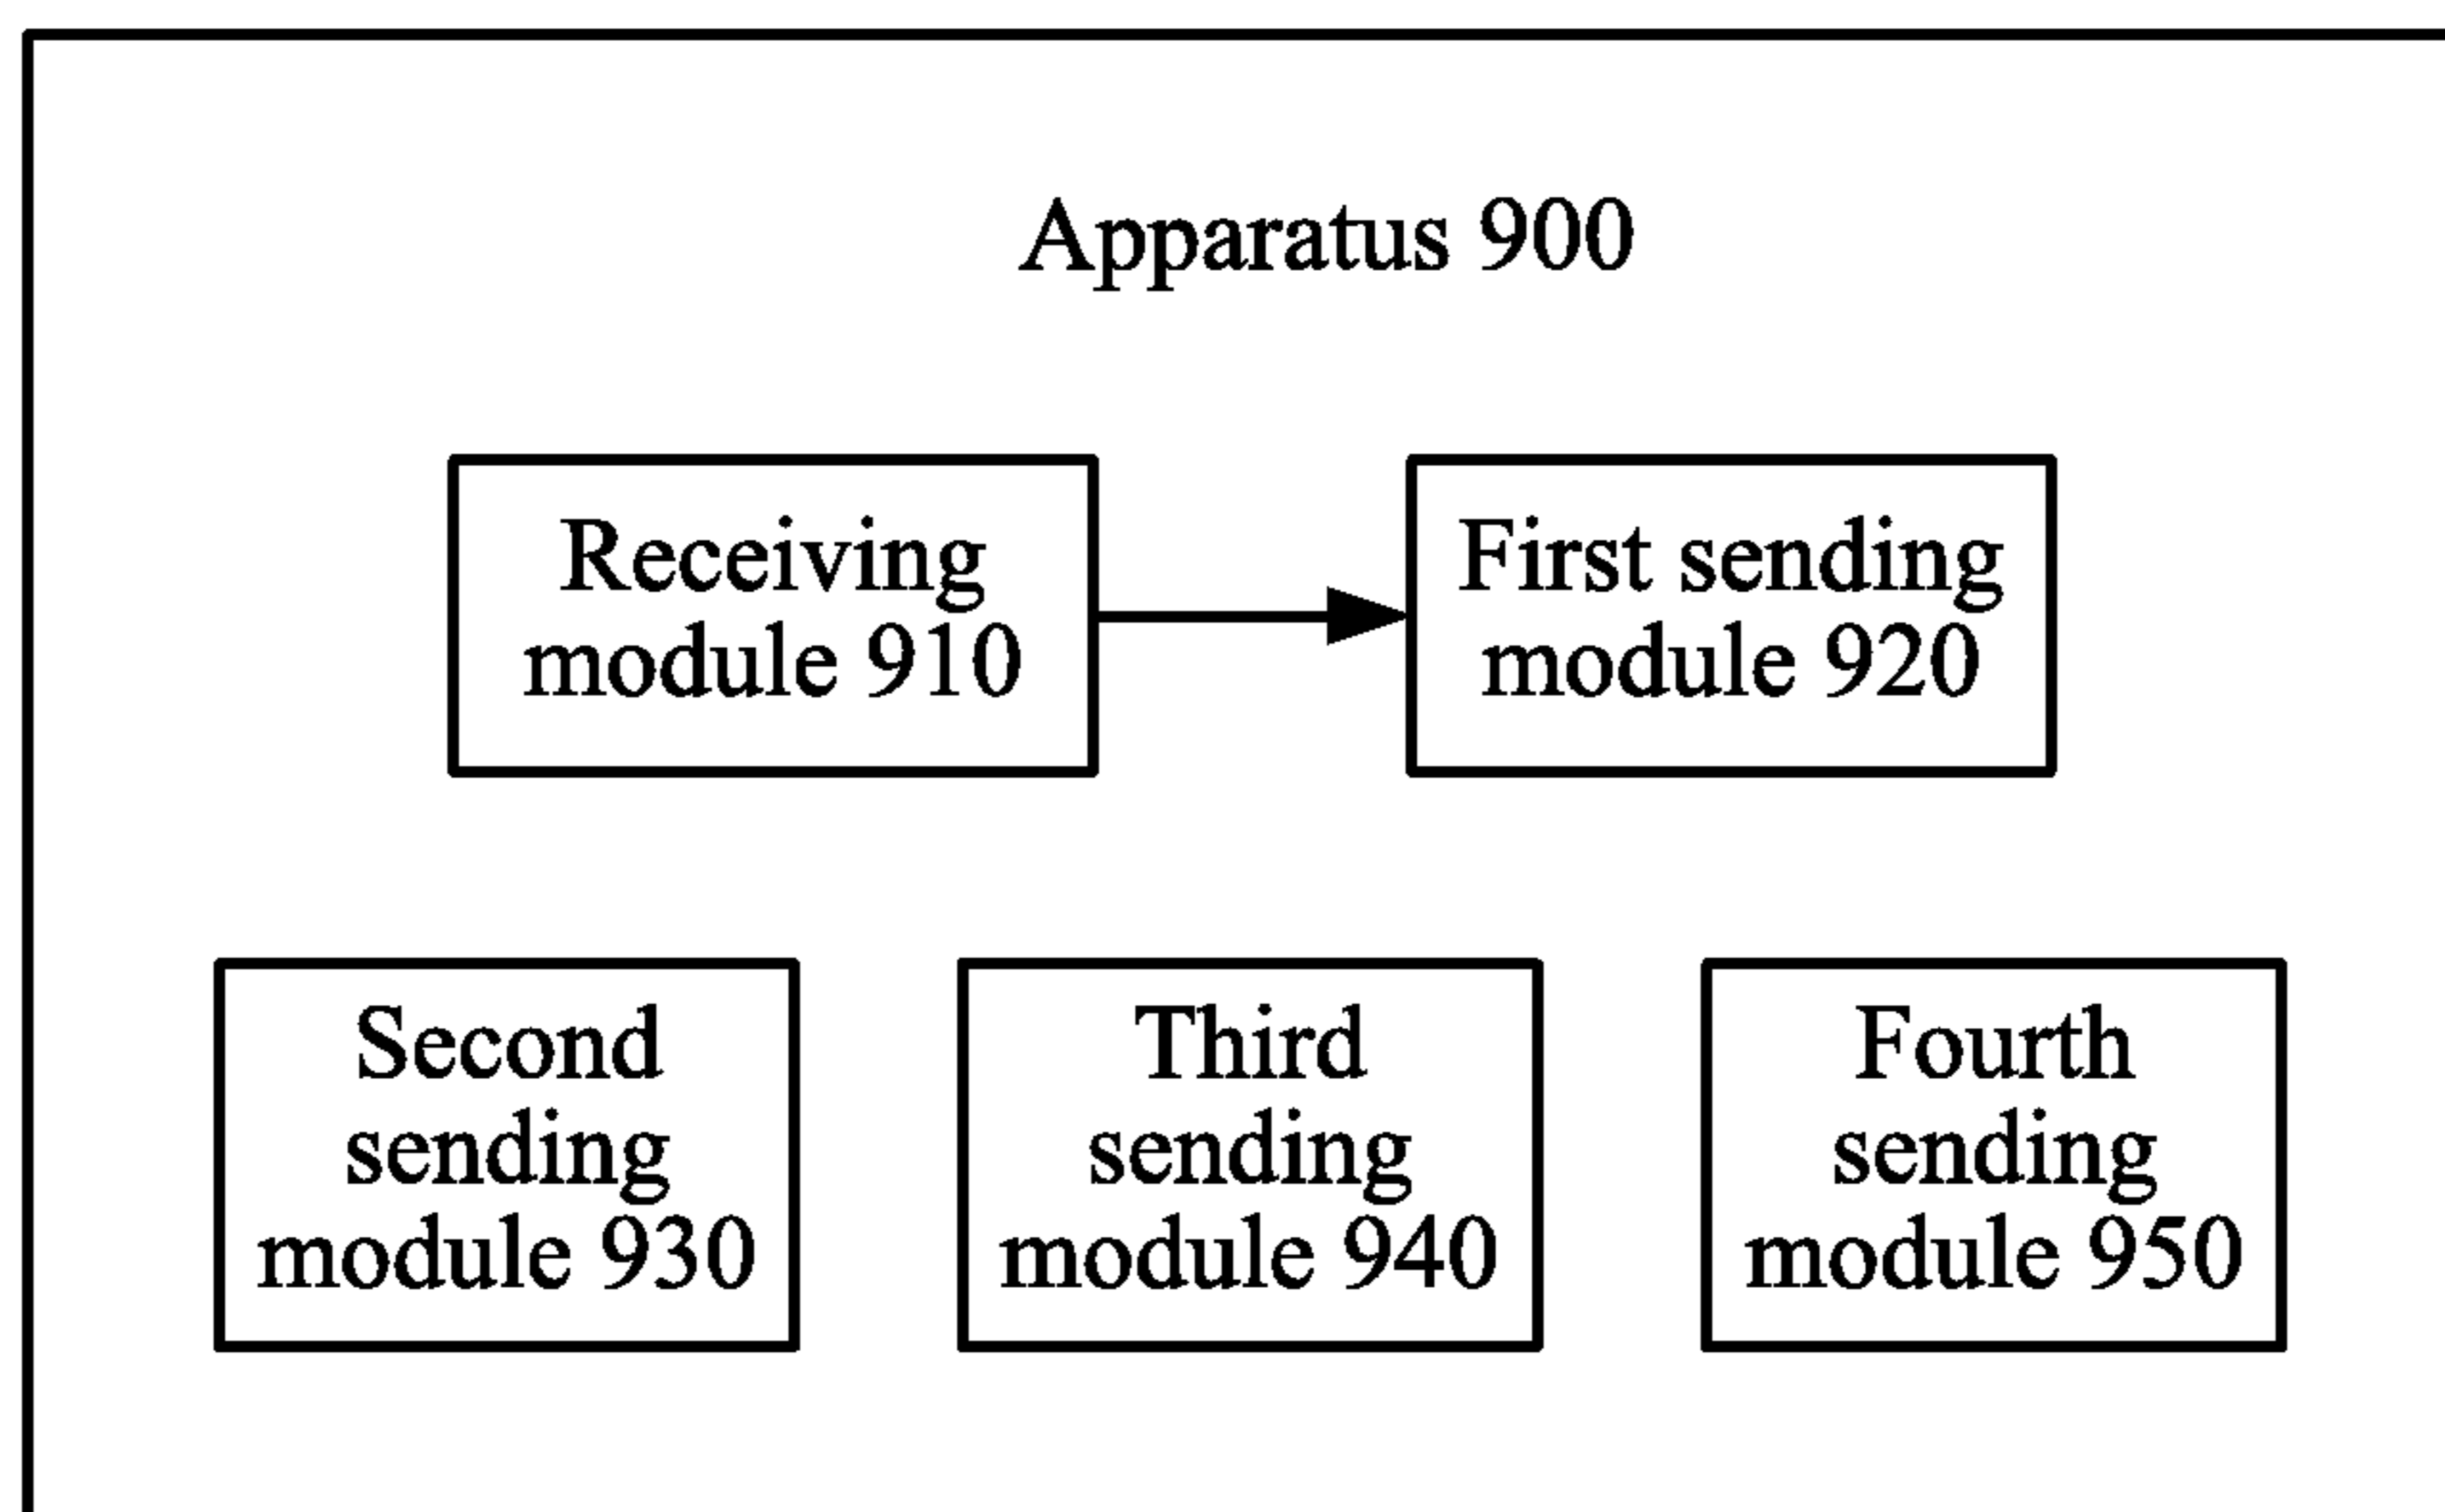 Apparatus 900
Receiving
module 910
First sending
module 920
Second
sending
module 930
Third
sending
module 940
Fourth
sending
module 950